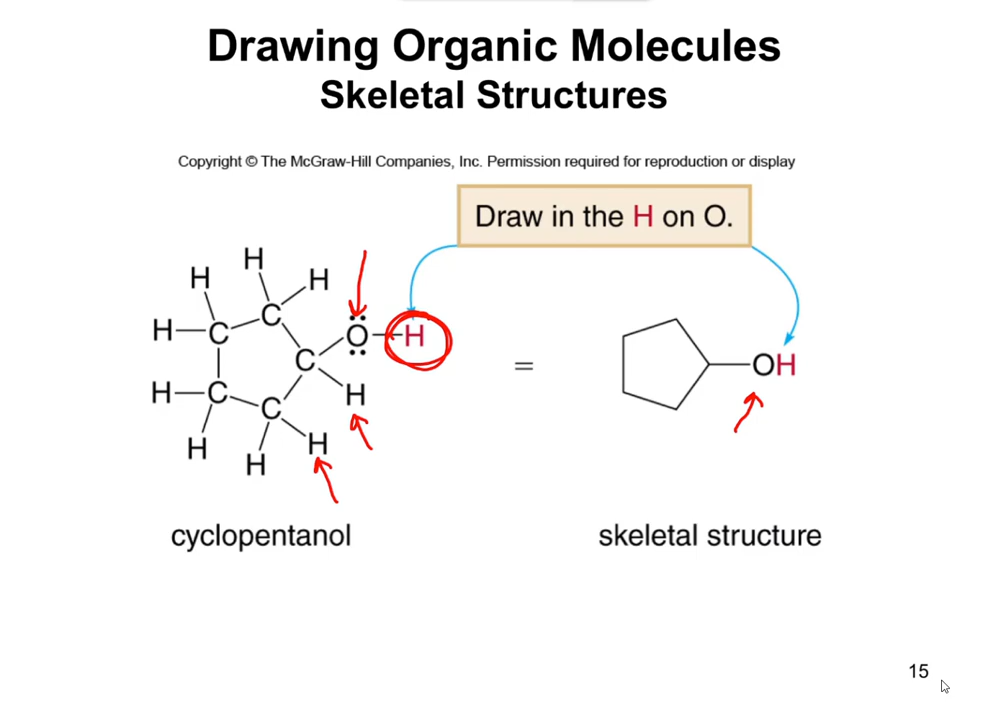 Drawing Organic Molecules
Skeletal Structures
Copyright © The McGraw-Hill Companies, Inc. Permission required for reproduction or display
Draw in the H on O.
H
H H
H C C
O H
C
= OH
H C C H
H H
H
cyclopentanol skeletal structure
15